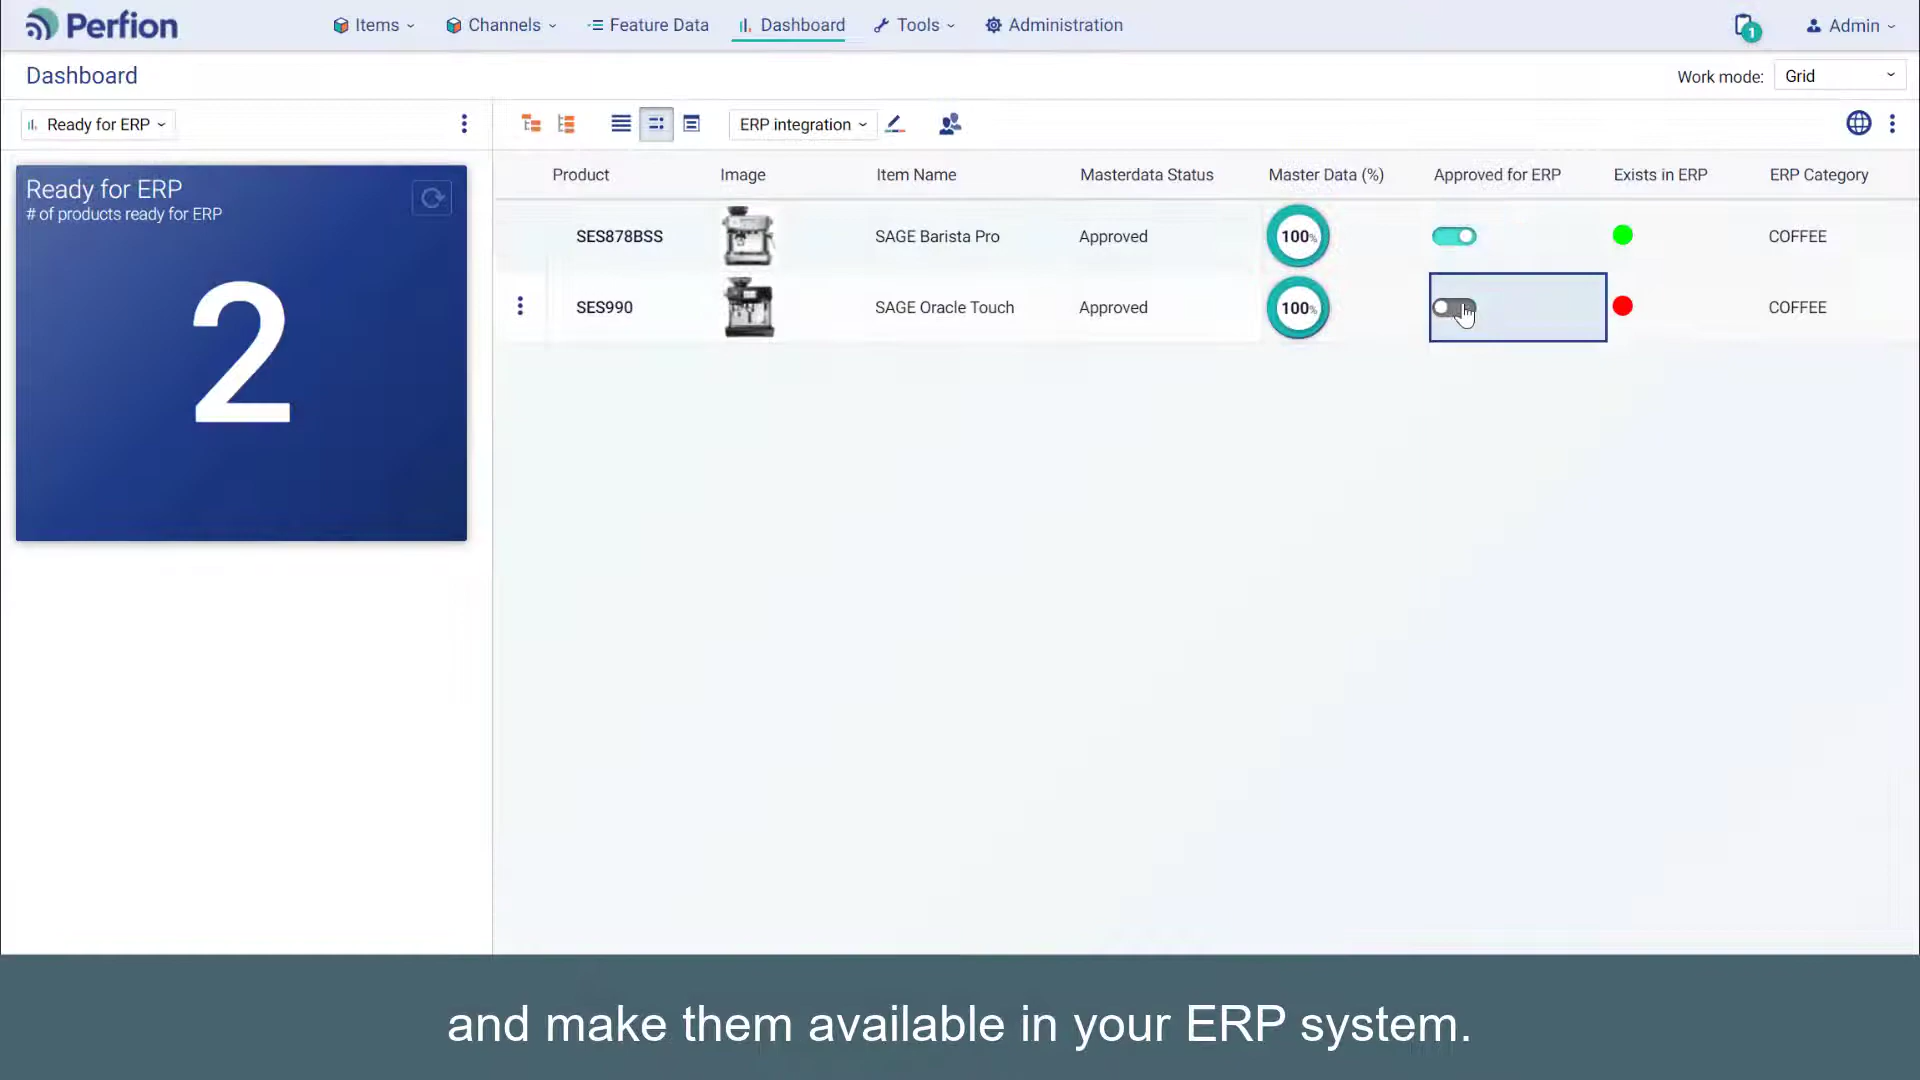 Perfion
Items
Channels
Feature Data
Dashboard
Tools
Administration
1
Admin
Dashboard
Work mode: Grid
Ready for ERP
ERP integration
Ready for ERP
# of products ready for ERP
2
Product Image Item Name Masterdata Status Master Data (%) Approved for ERP Exists in ERP ERP Category
SES878BSS SAGE Barista Pro Approved 100% COFFEE
SES990 SAGE Oracle Touch Approved 100% COFFEE
and make them available in your ERP system.